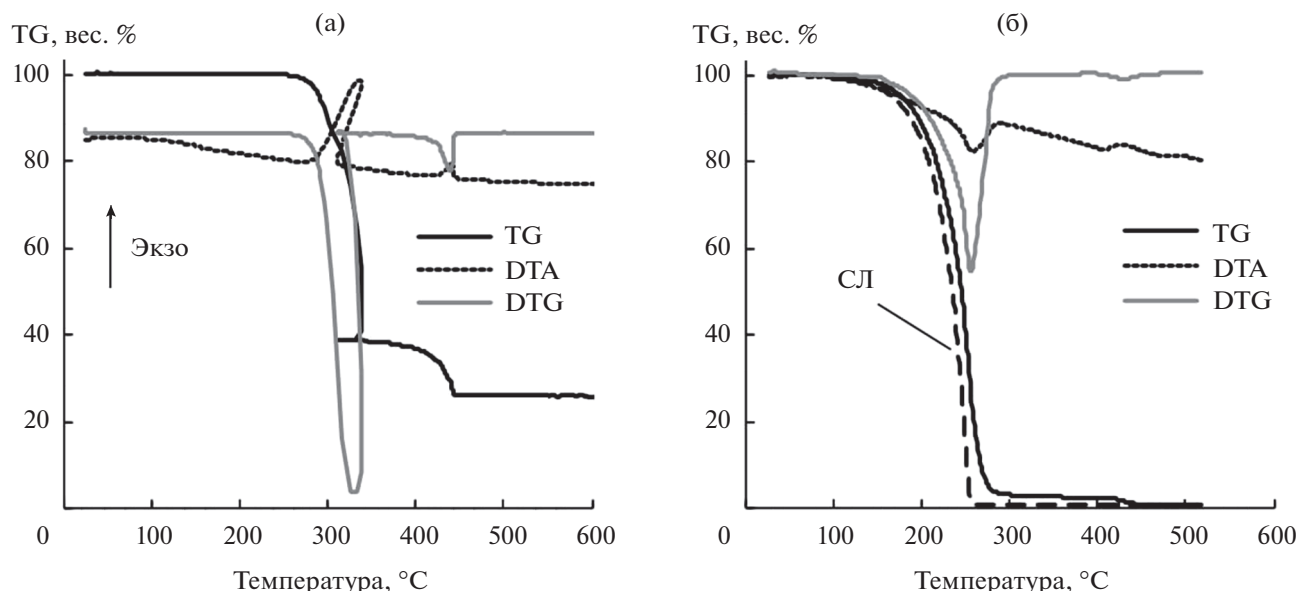 (а)
TG, вес. %
100
80
60
40
20
0
100
200
300
400
500
600
Экзо
TG
DTA
DTG
Температура, °C
(б)
TG, вес. %
100
80
60
40
20
0
100
200
300
400
500
600
СЛ
TG
DTA
DTG
Температура, °C